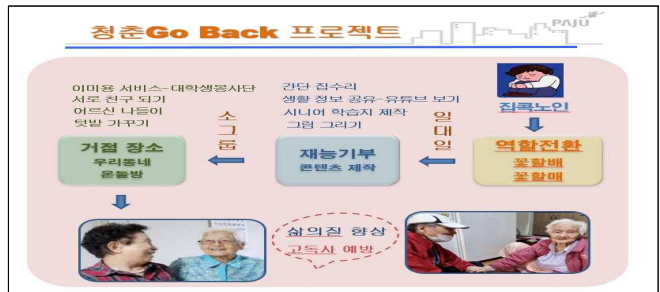 청춘Go Back 프로젝트
PAJU
이미용 서비스-대학생봉사단
서로 친구 되기
어르신 나들이
텃밭 가꾸기
소그룹
간단 집수리
생활 정보 공유-유튜브 보기
시니어 학습지 제작
그림 그리기
일대일
집콕노인
거점 장소
우리동네
온돌방
재능기부
콘텐츠 제작
역할전환
꽃할배
꽃할매
삶의질 향상
고독사 예방